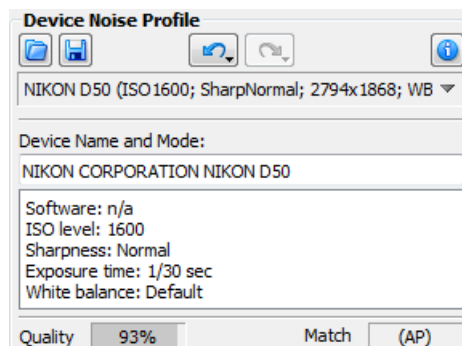 Device Noise Profile
NIKON D50 (ISO1600; SharpNormal; 2794x1868; WB
Device Name and Mode:
NIKON CORPORATION NIKON D50
Software: n/a
ISO level: 1600
Sharpness: Normal
Exposure time: 1/30 sec
White balance: Default
Quality 93% Match (AP)